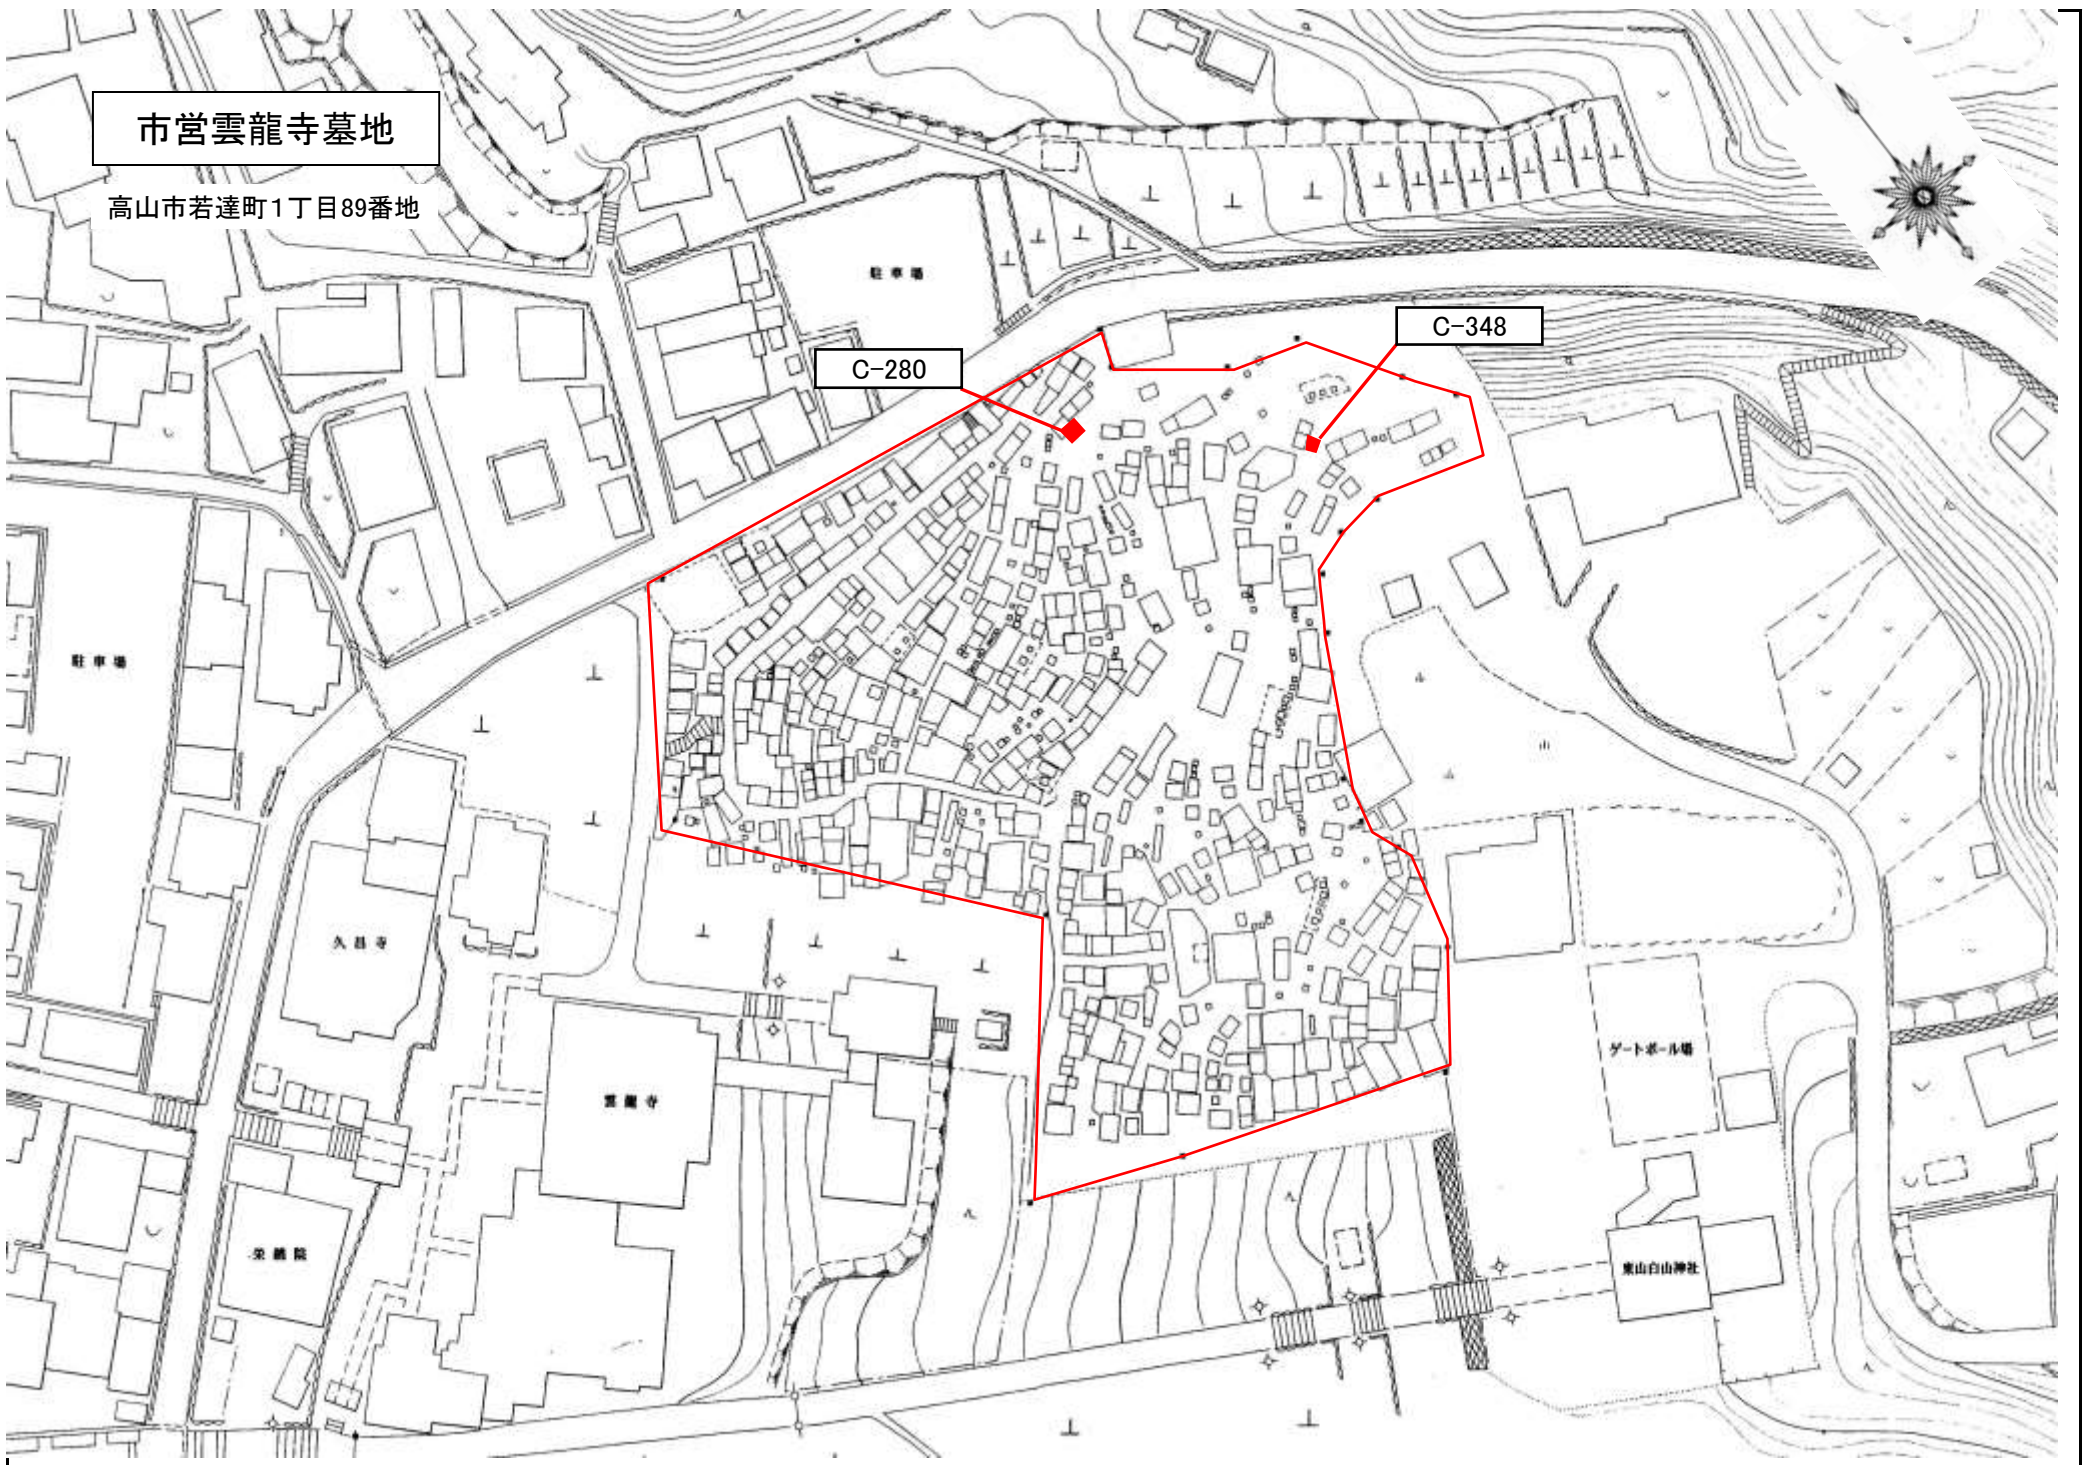 市営雲龍寺墓地
高山市若達町1丁目89番地
駐車場
C-348
C-280
駐車場
久昌寺
ゲートボール場
雲龍寺
東山白山神社